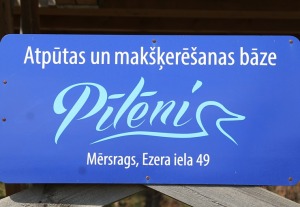 Atpūtas un makšķerēšanas bāze
Pīlēni
Mērsrags, Ezera iela 49